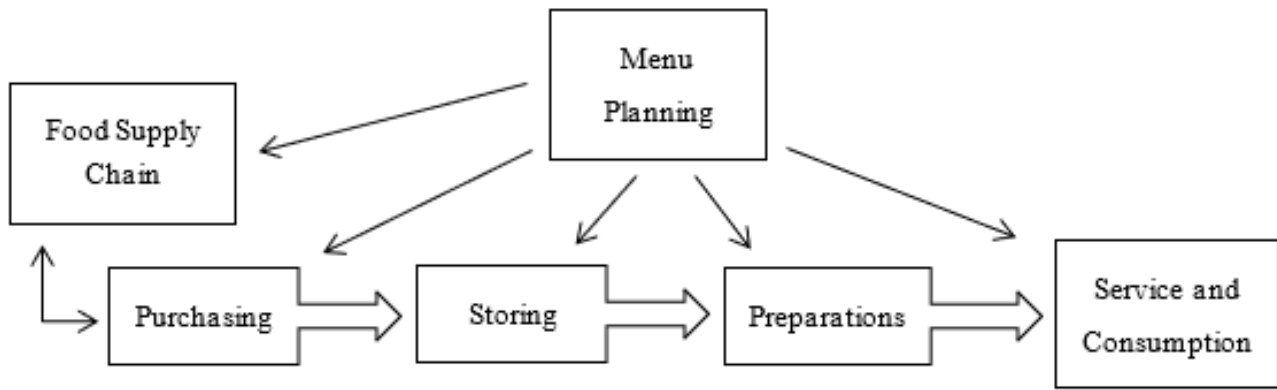 Menu
Planning
Food Supply
Chain
Purchasing
Storing
Preparations
Service and
Consumption